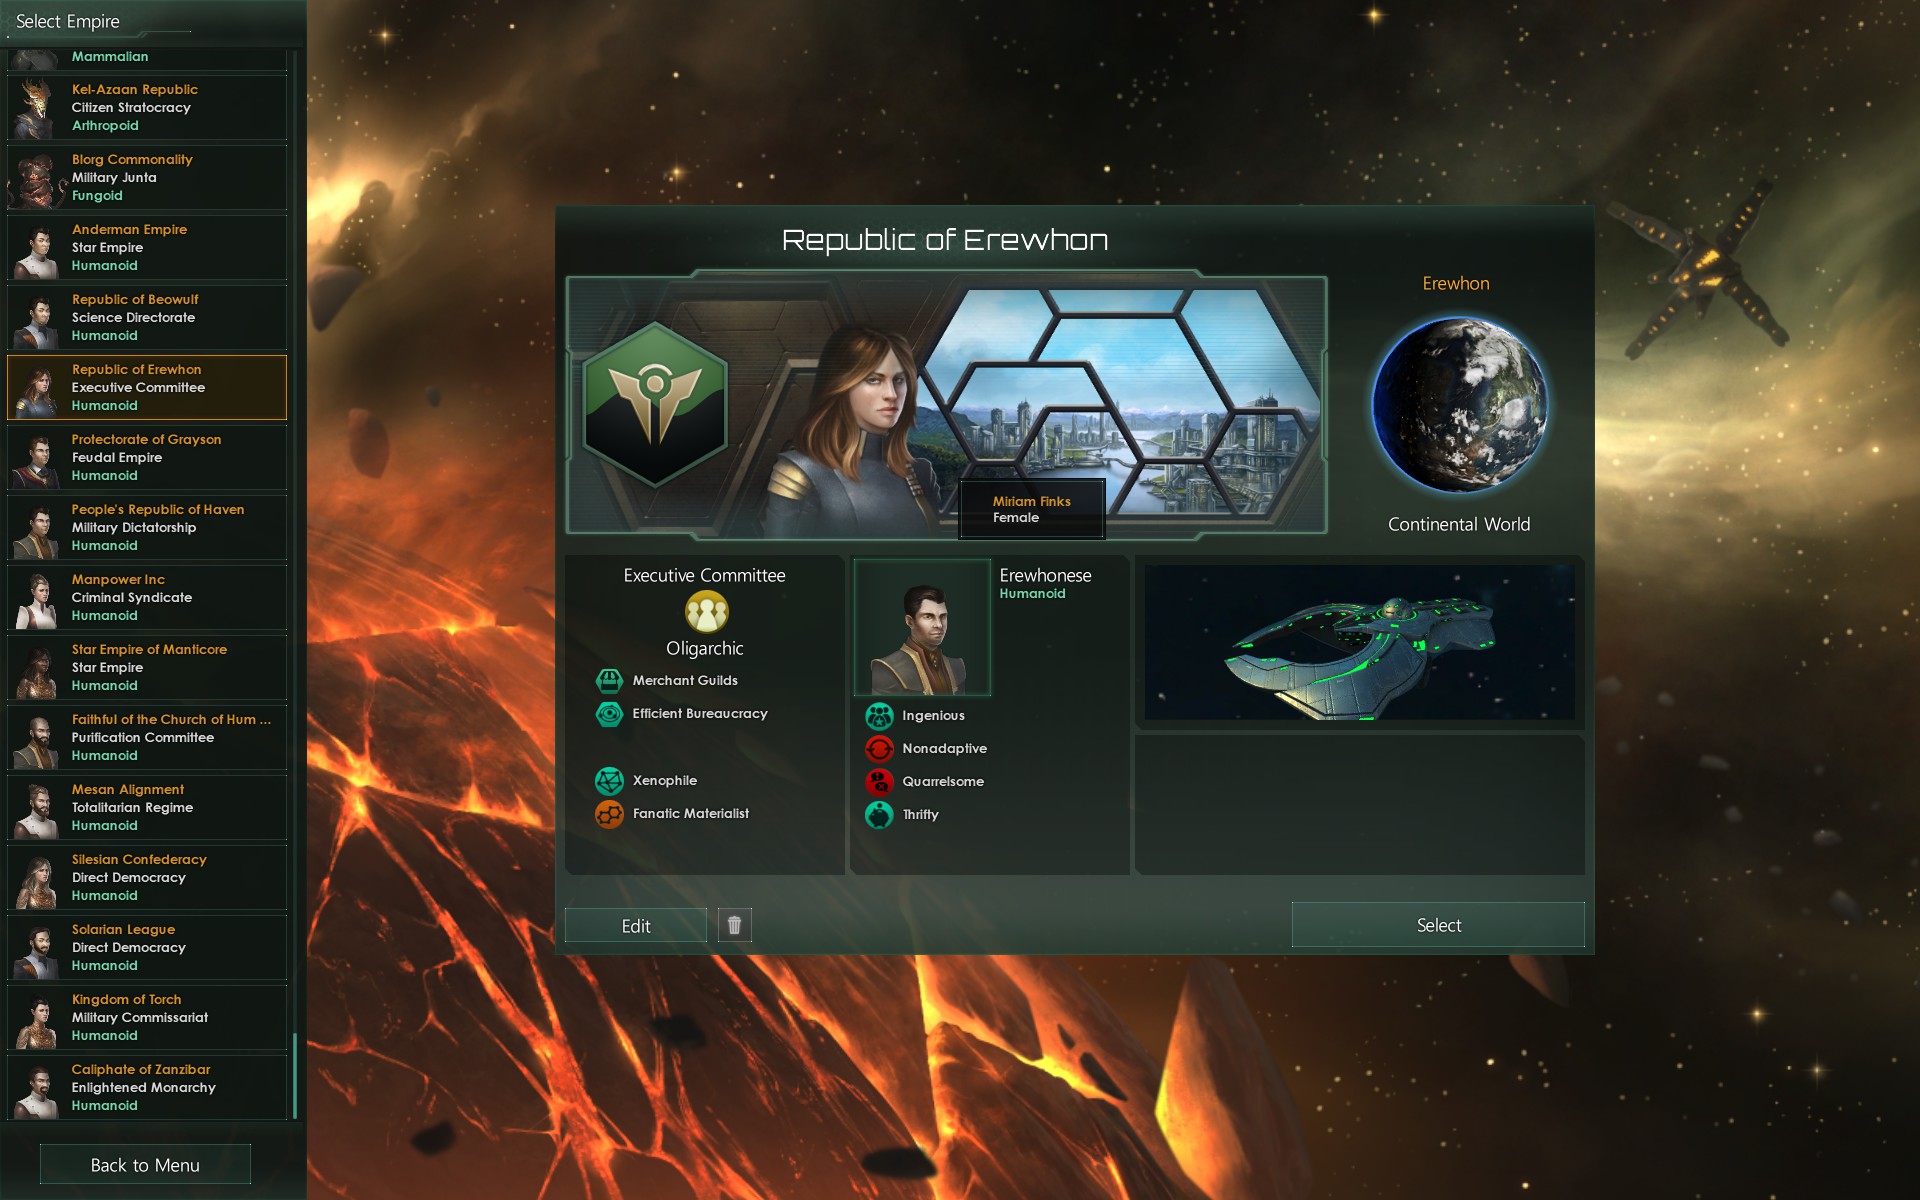 Select Empire
Mammalian
Kel-Azaan Republic
Citizen Stratocracy
Arthropoid
Blorg Commonality
Military Junta
Fungoid
Anderman Empire
Star Empire
Humanoid
Republic of Beowulf
Science Directorate
Humanoid
Republic of Erewhon
Executive Committee
Humanoid
Protectorate of Grayson
Feudal Empire
Humanoid
People's Republic of Haven
Military Dictatorship
Humanoid
Manpower Inc
Criminal Syndicate
Humanoid
Star Empire of Manticore
Star Empire
Humanoid
Faithful of the Church of Hum ...
Purification Committee
Humanoid
Mesan Alignment
Totalitarian Regime
Humanoid
Silesian Confederacy
Direct Democracy
Humanoid
Solarian League
Direct Democracy
Humanoid
Kingdom of Torch
Military Commissariat
Humanoid
Caliphate of Zanzibar
Enlightened Monarchy
Humanoid
Back to Menu
Republic of Erewhon
Miriam Finks
Female
Erewhon
Continental World
Executive Committee
Oligarchic
Merchant Guilds
Efficient Bureaucracy
Xenophile
Fanatic Materialist
Erewhonese
Humanoid
Ingenious
Nonadaptive
Quarrelsome
Thrifty
Edit
Select